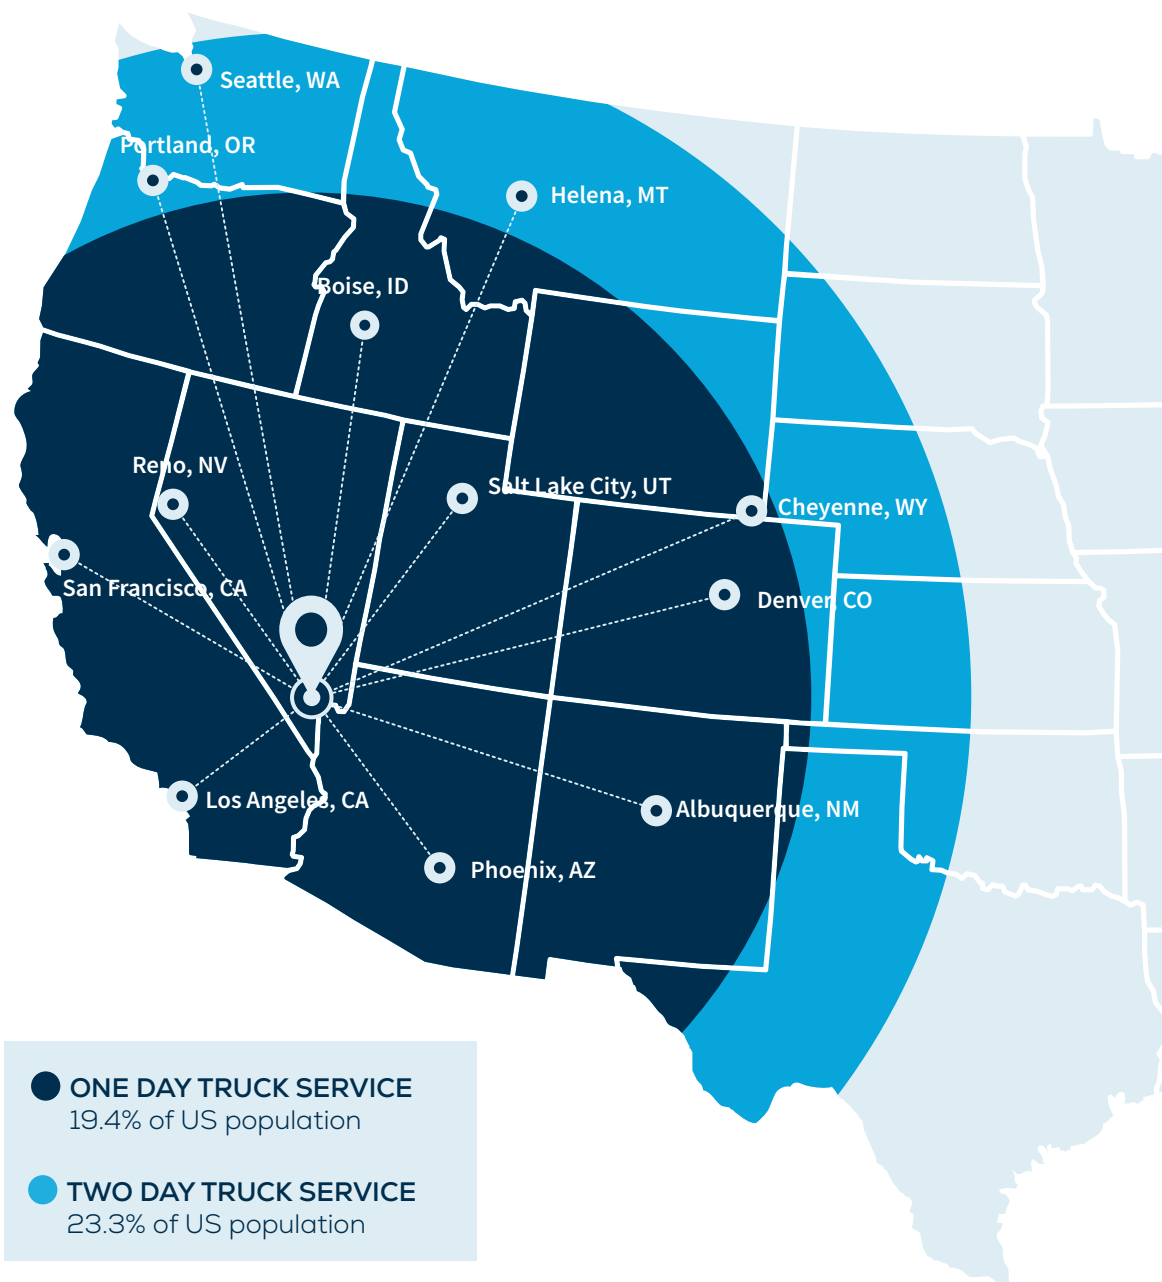 Seattle, WA
Portland, OR
Helena, MT
Boise, ID
Reno, NV
Salt Lake City, UT
Cheyenne, WY
San Francisco, CA
Denver, CO
Los Angeles, CA
Albuquerque, NM
Phoenix, AZ
ONE DAY TRUCK SERVICE
19.4% of US population
TWO DAY TRUCK SERVICE
23.3% of US population